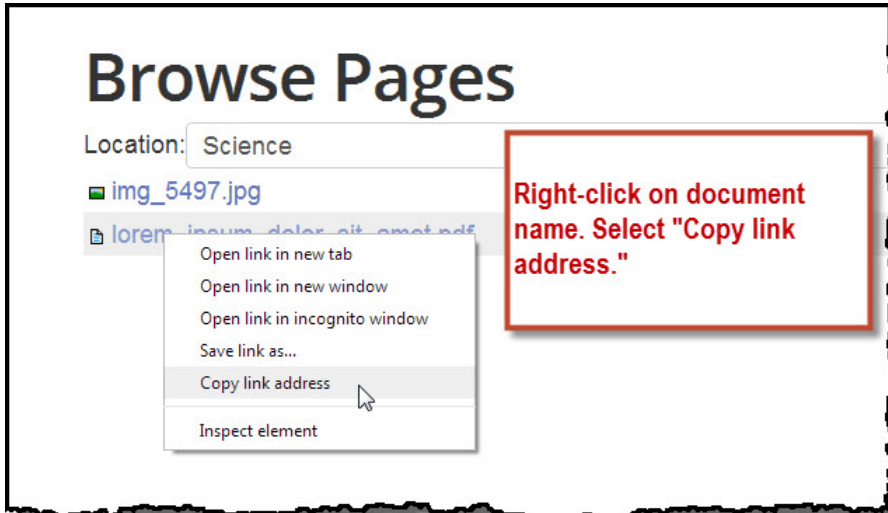 Browse Pages
Location: Science
img_5497.jpg
lorem_ipsum_dolor_sit_amet.pdf
Open link in new tab
Open link in new window
Open link in incognito window
Save link as...
Copy link address
Inspect element
Right-click on document
name. Select "Copy link
address."